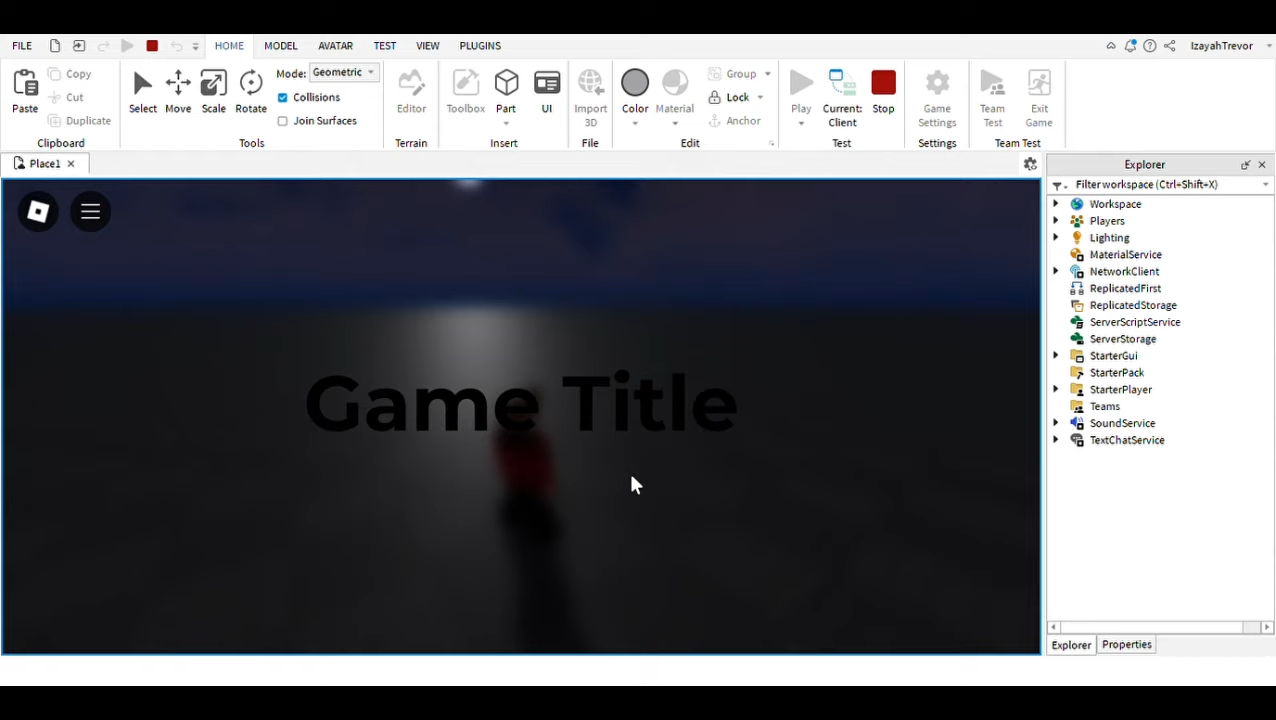 FILE HOME MODEL AVATAR TEST VIEW PLUGINS IzayahTrevor
Paste Copy Cut Duplicate Clipboard
Select Move Scale Rotate Mode: Geometric Collisions Join Surfaces Tools
Editor Terrain
Toolbox Part UI Insert
Import 3D File
Color Material Group Lock Anchor Edit
Play Current: Client Stop Test
Game Settings Settings
Team Test Exit Game Team Test
Place1
Game Title
Explorer
Filter workspace (Ctrl+Shift+X)
Workspace
Players
Lighting
MaterialService
NetworkClient
ReplicatedFirst
ReplicatedStorage
ServerScriptService
ServerStorage
StarterGui
StarterPack
StarterPlayer
Teams
SoundService
TextChatService
Explorer Properties